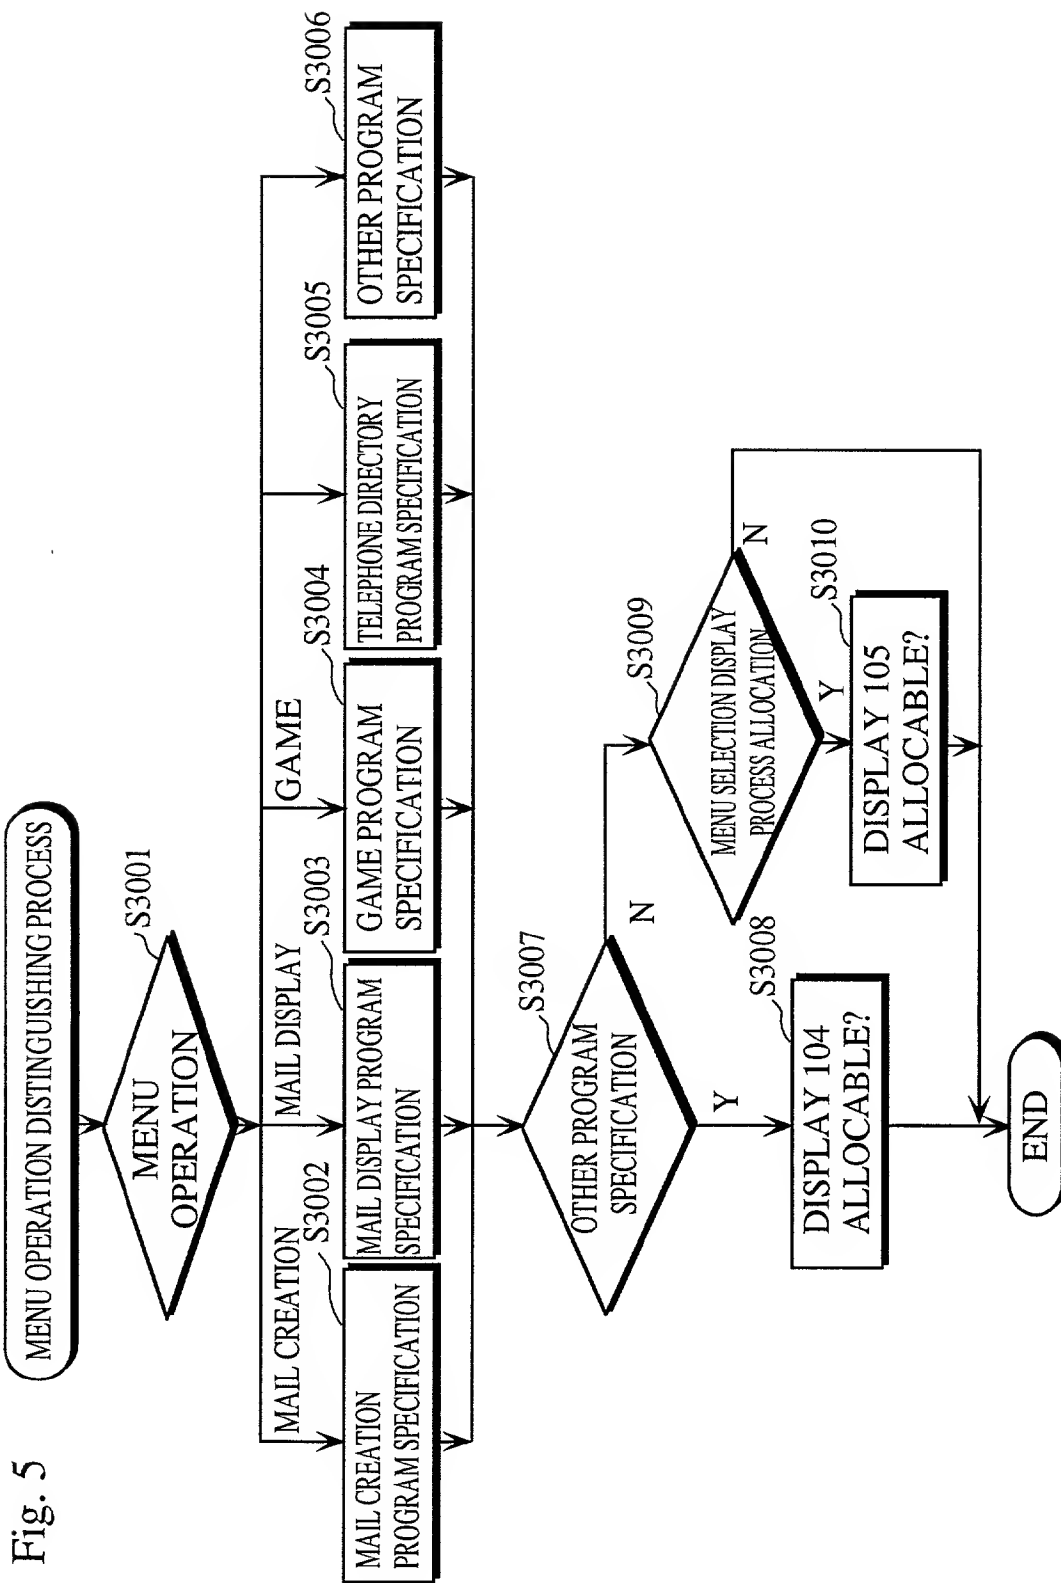 Fig. 5
MENU OPERATION DISTINGUISHING PROCESS
S3001
MENU
OPERATION
MAIL CREATION
MAIL DISPLAY
GAME
S3002
MAIL CREATION
PROGRAM SPECIFICATION
S3003
MAIL DISPLAY PROGRAM
SPECIFICATION
S3004
GAME PROGRAM
SPECIFICATION
S3005
TELEPHONE DIRECTORY
PROGRAM SPECIFICATION
S3006
OTHER PROGRAM
SPECIFICATION
S3007
OTHER PROGRAM
SPECIFICATION
Y
N
S3008
DISPLAY 104
ALLOCABLE?
S3009
MENU SELECTION DISPLAY
PROCESS ALLOCATION
Y
N
S3010
DISPLAY 105
ALLOCABLE?
END